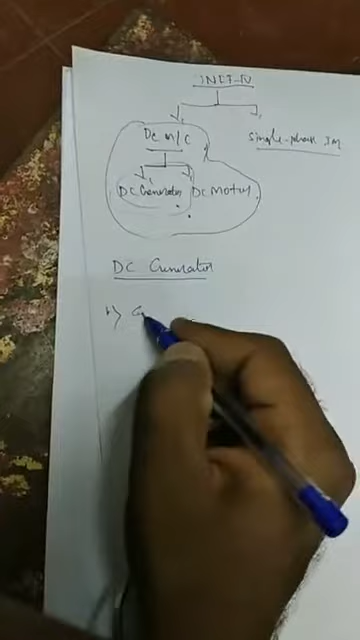 UNIT-IV
DC M/C
Single-phase IM
DC Generator DC Motor
DC Generator
1)